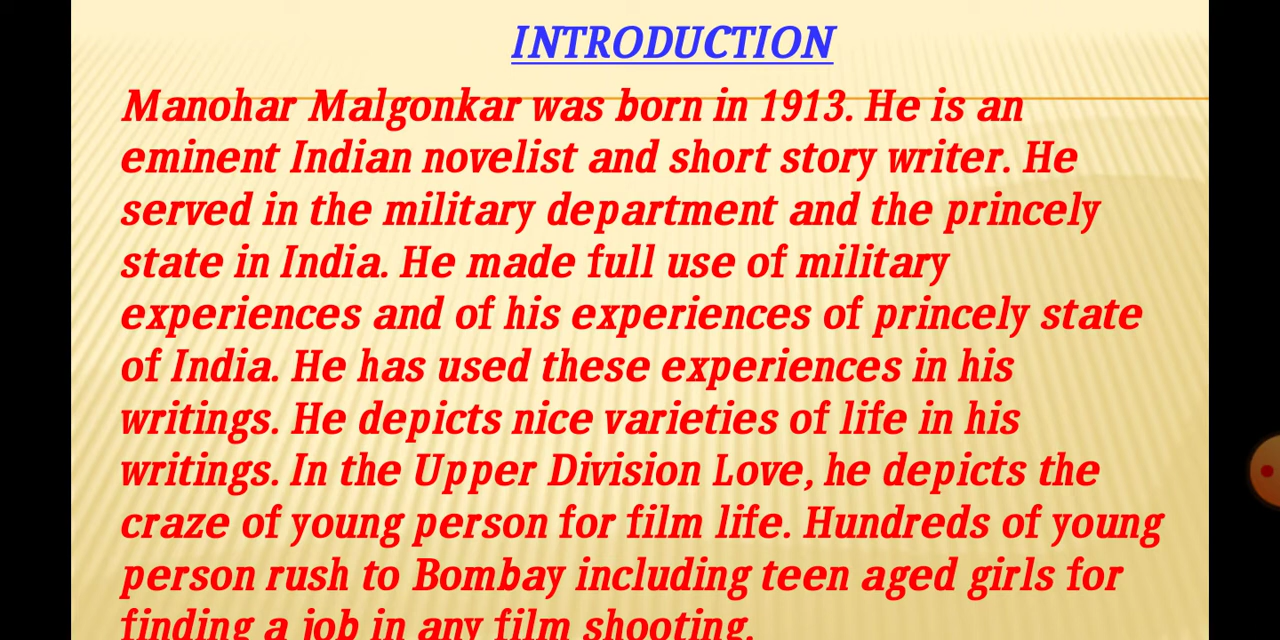 INTRODUCTION
Manohar Malgonkar was born in 1913. He is an
eminent Indian novelist and short story writer. He
served in the military department and the princely
state in India. He made full use of military
experiences and of his experiences of princely state
of India. He has used these experiences in his
writings. He depicts nice varieties of life in his
writings. In the Upper Division Love, he depicts the
craze of young person for film life. Hundreds of young
person rush to Bombay including teen aged girls for
finding a job in any film shooting.